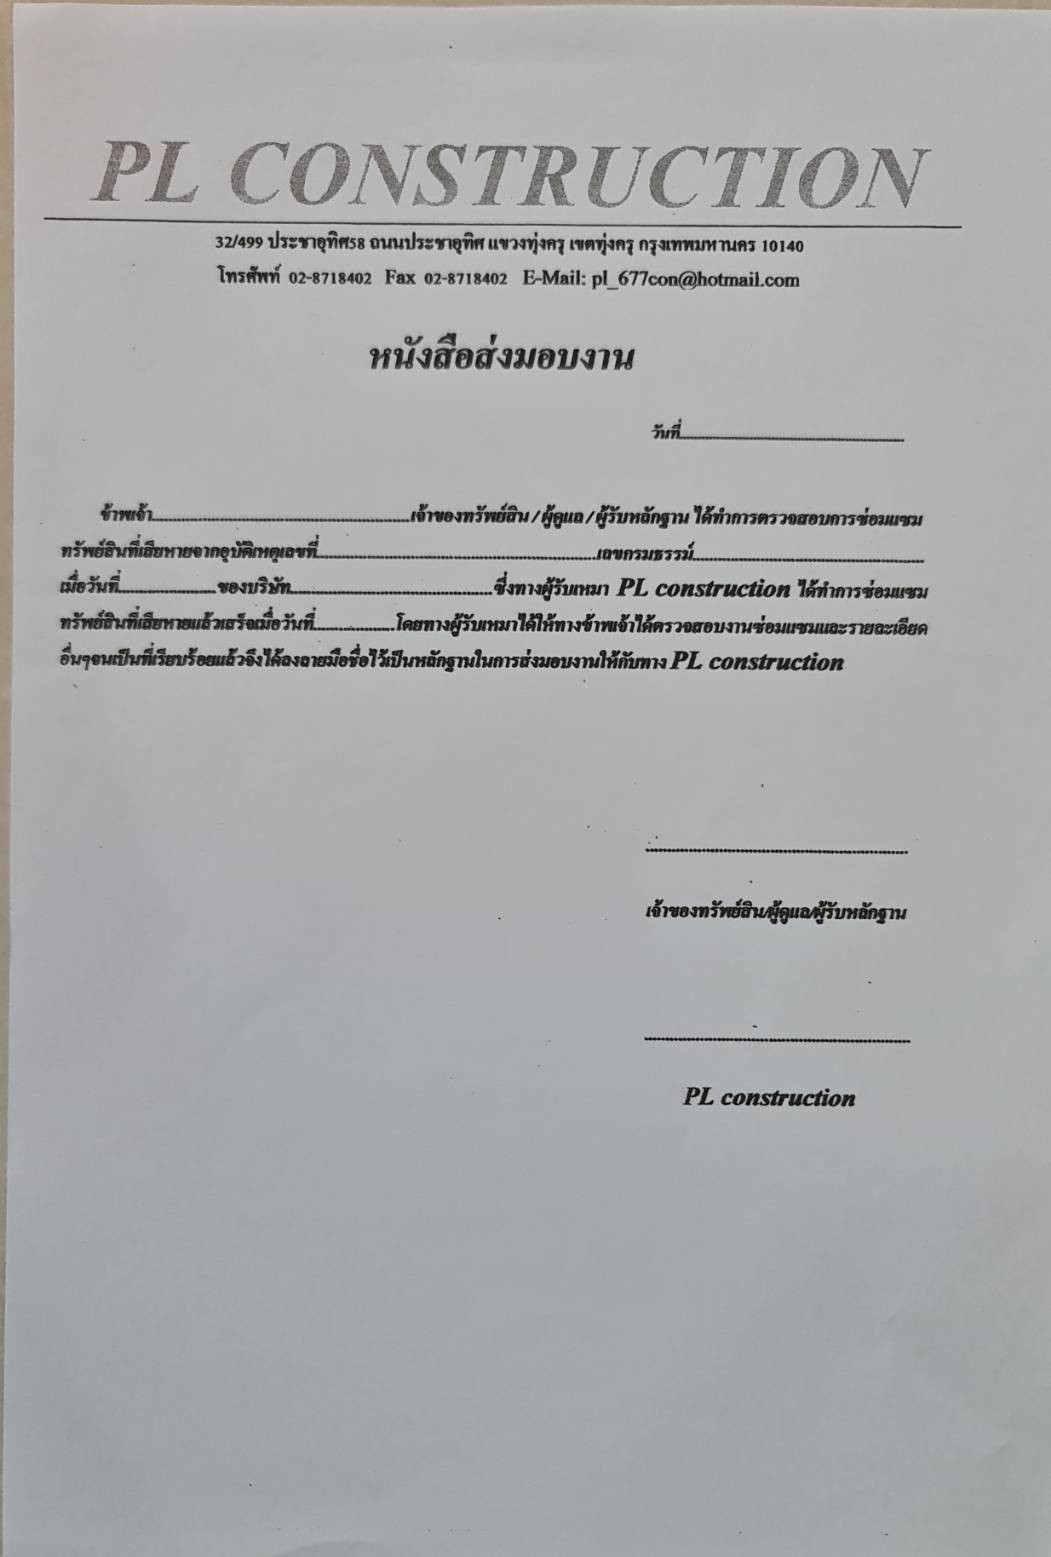 PL CONSTRUCTION
32/499 ประชาอุทิศ58 ถนนประชาอุทิศ แขวงทุ่งครุ เขตทุ่งครุ กรุงเทพมหานคร 10140
โทรศัพท์ 02-8718402 Fax 02-8718402 E-Mail: pl_677con@hotmail.com
หนังสือส่งมอบงาน
วันที่........................................
ข้าพเจ้า........................................เจ้าของทรัพย์สิน / ผู้ดูแล / ผู้รับหลักฐาน ได้ทำการตรวจสอบการซ่อมแซม
ทรัพย์สินที่เสียหายจากอุบัติเหตุเลขที่........................................เลขกรมธรรม์........................................
เมื่อวันที่....................ของบริษัท........................................ซึ่งทางผู้รับเหมา PL construction ได้ทำการซ่อมแซม
ทรัพย์สินที่เสียหายแล้วเสร็จเมื่อวันที่....................โดยทางผู้รับเหมาได้ให้ทางข้าพเจ้าได้ตรวจสอบงานซ่อมแซมและรายละเอียด
อื่นๆจนเป็นที่เรียบร้อยแล้วจึงได้ลงลายมือชื่อไว้เป็นหลักฐานในการส่งมอบงานให้กับทาง PL construction
........................................
เจ้าของทรัพย์สิน/ผู้ดูแล/ผู้รับหลักฐาน
........................................
PL construction